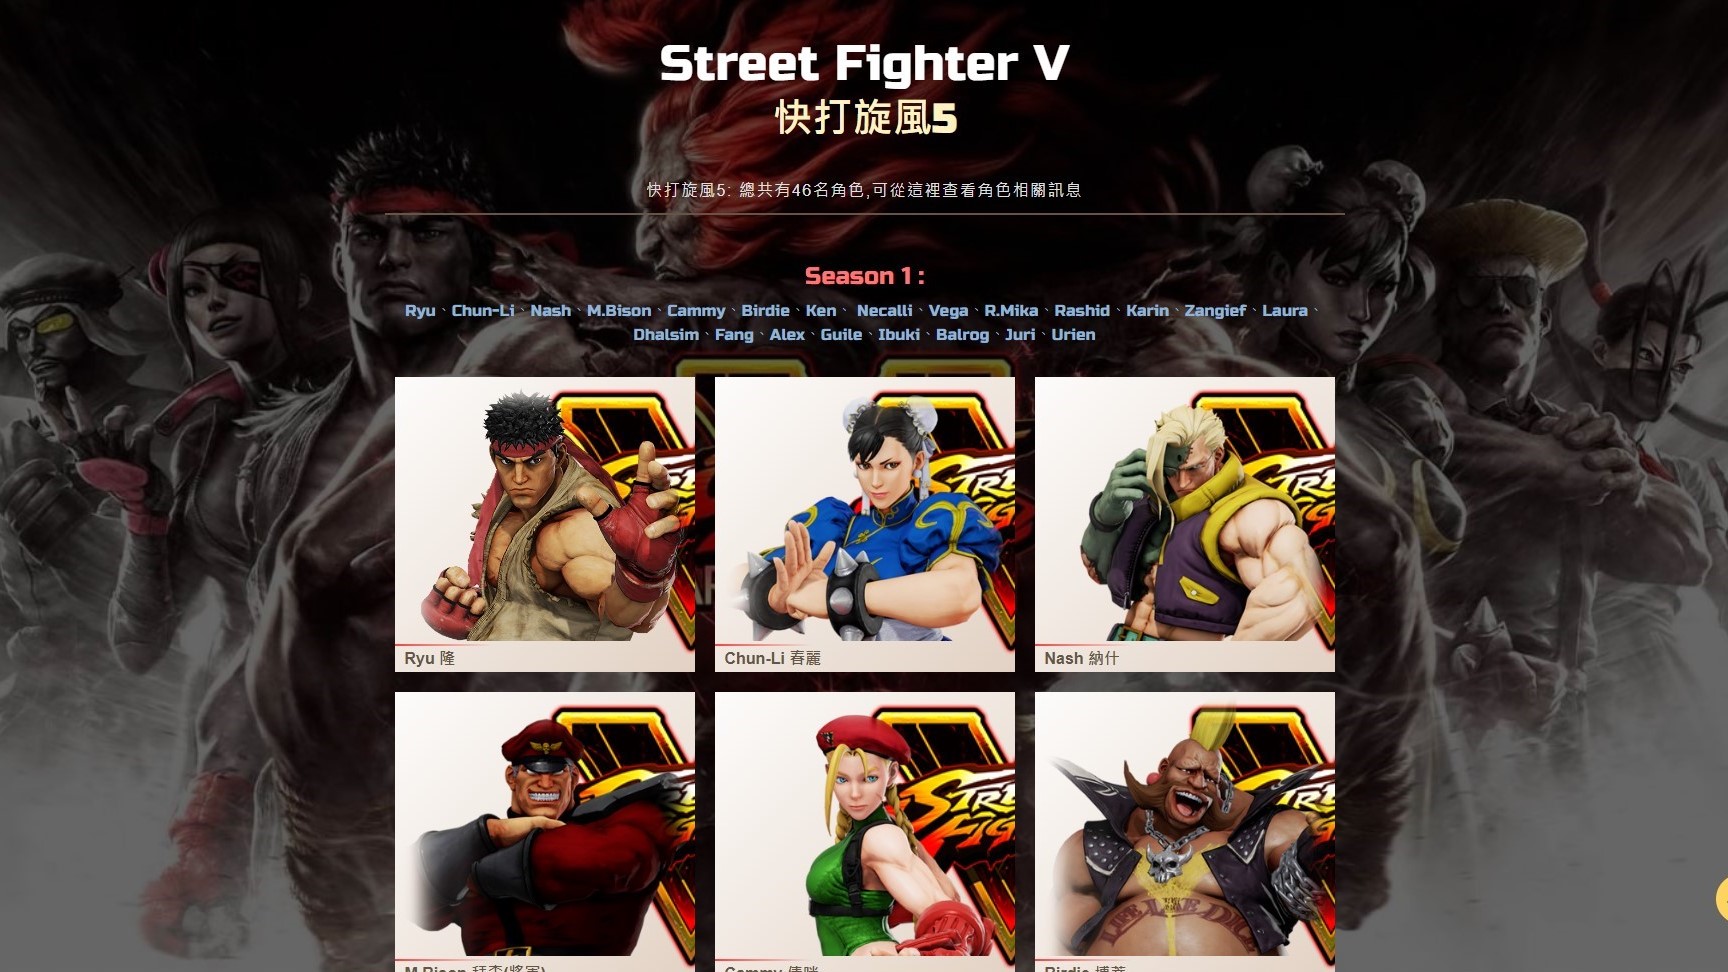 Street Fighter V
快打旋風5
快打旋風5: 總共有46名角色,可從這裡查看角色相關訊息
Season 1 :
Ryu、Chun-Li、Nash、M.Bison、Cammy、Birdie、Ken、 Necalli、Vega、R.Mika、Rashid、Karin、Zangief、Laura、
Dhalsim、Fang、Alex、Guile、Ibuki、Balrog、Juri、Urien
Ryu 隆
Chun-Li 春麗
Nash 納什
M.Bison
Cammy
Birdie